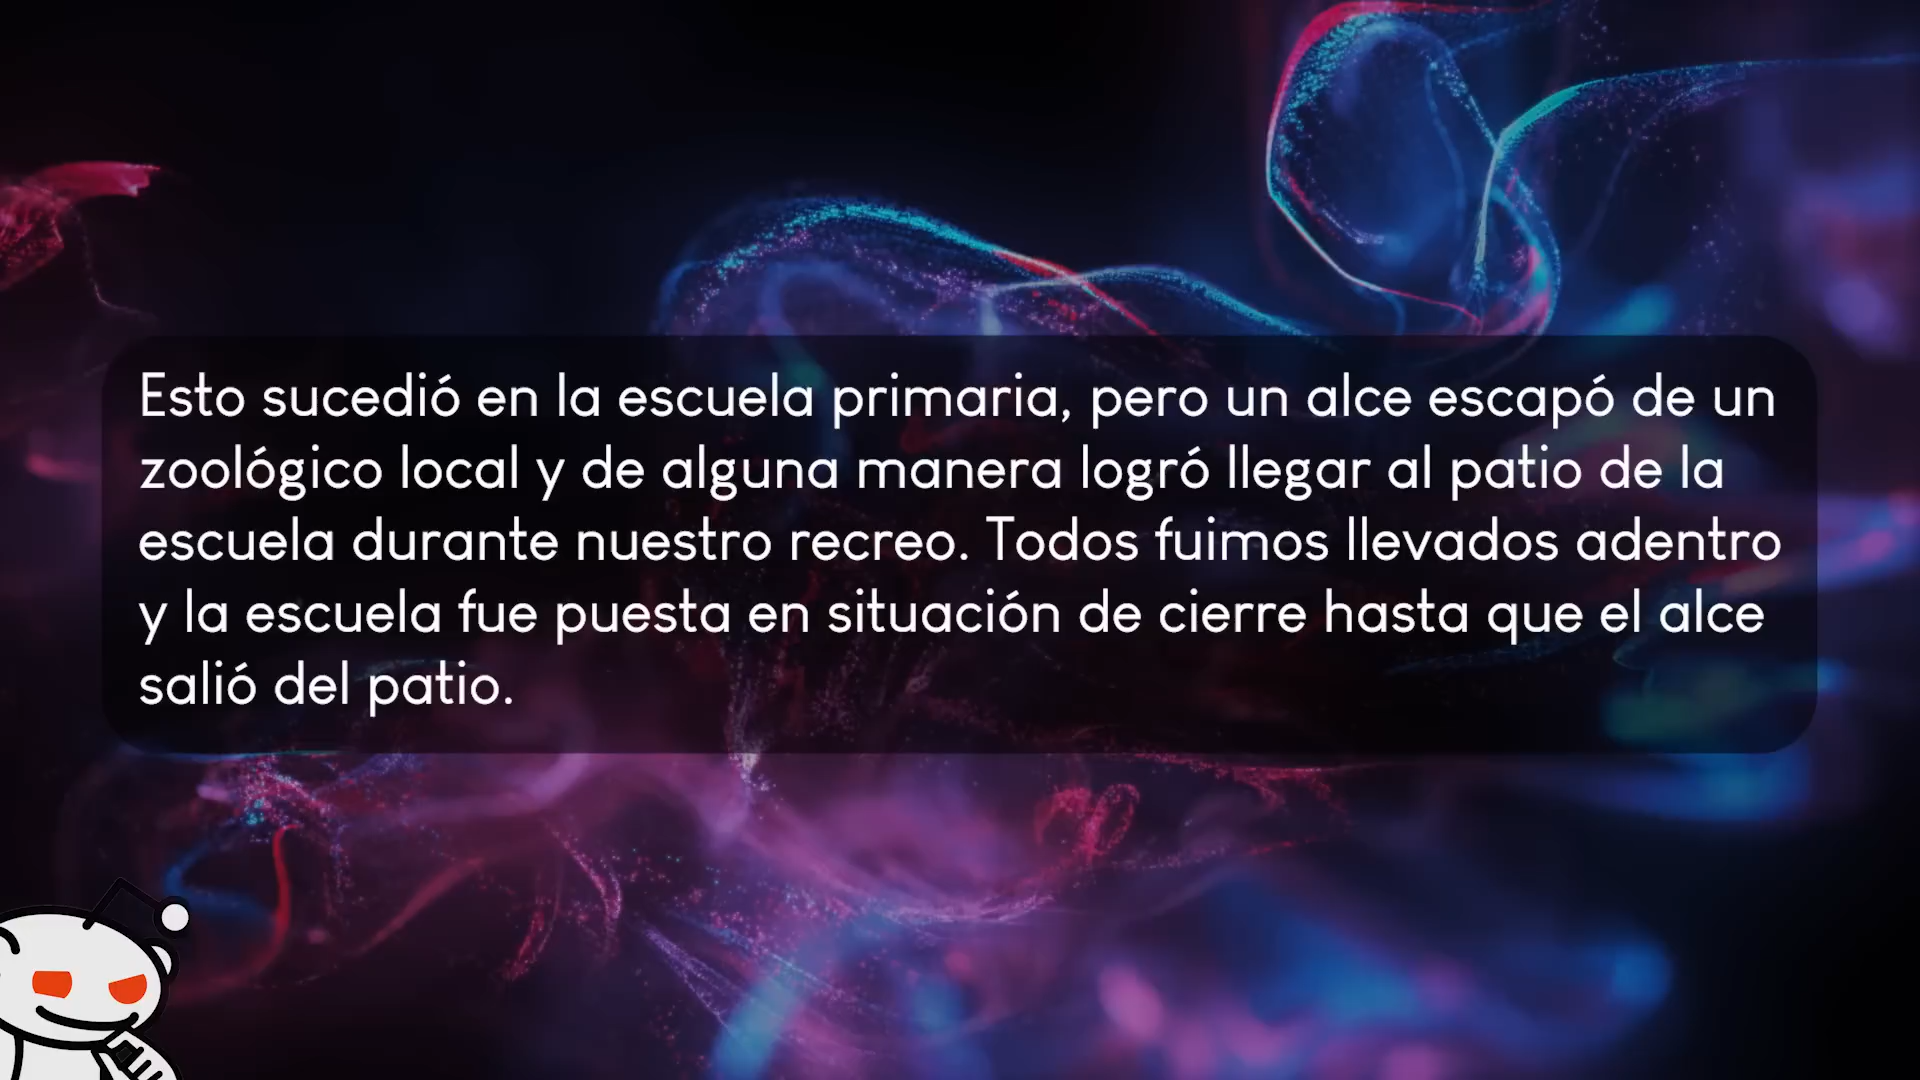 Esto sucedió en la escuela primaria, pero un alce escapó de un
zoológico local y de alguna manera logró llegar al patio de la
escuela durante nuestro recreo. Todos fuimos llevados adentro
y la escuela fue puesta en situación de cierre hasta que el alce
salió del patio.